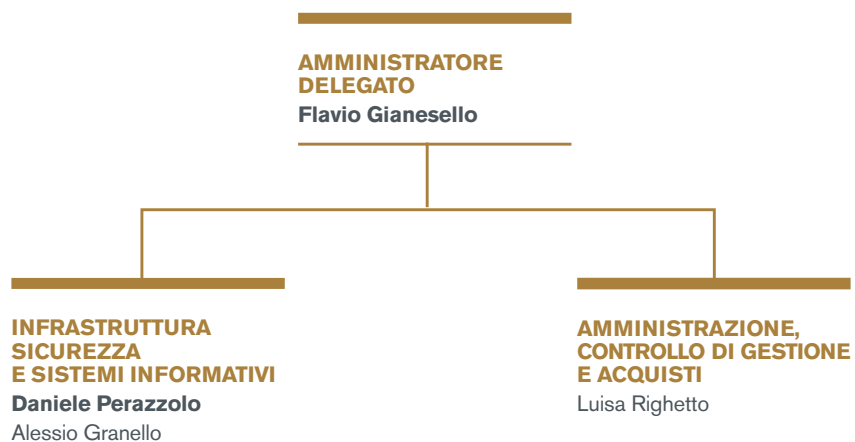 AMMINISTRATORE
DELEGATO
Flavio Gianesello
INFRASTRUTTURA
SICUREZZA
E SISTEMI INFORMATIVI
Daniele Perazzolo
Alessio Granello
AMMINISTRAZIONE,
CONTROLLO DI GESTIONE
E ACQUISTI
Luisa Righetto